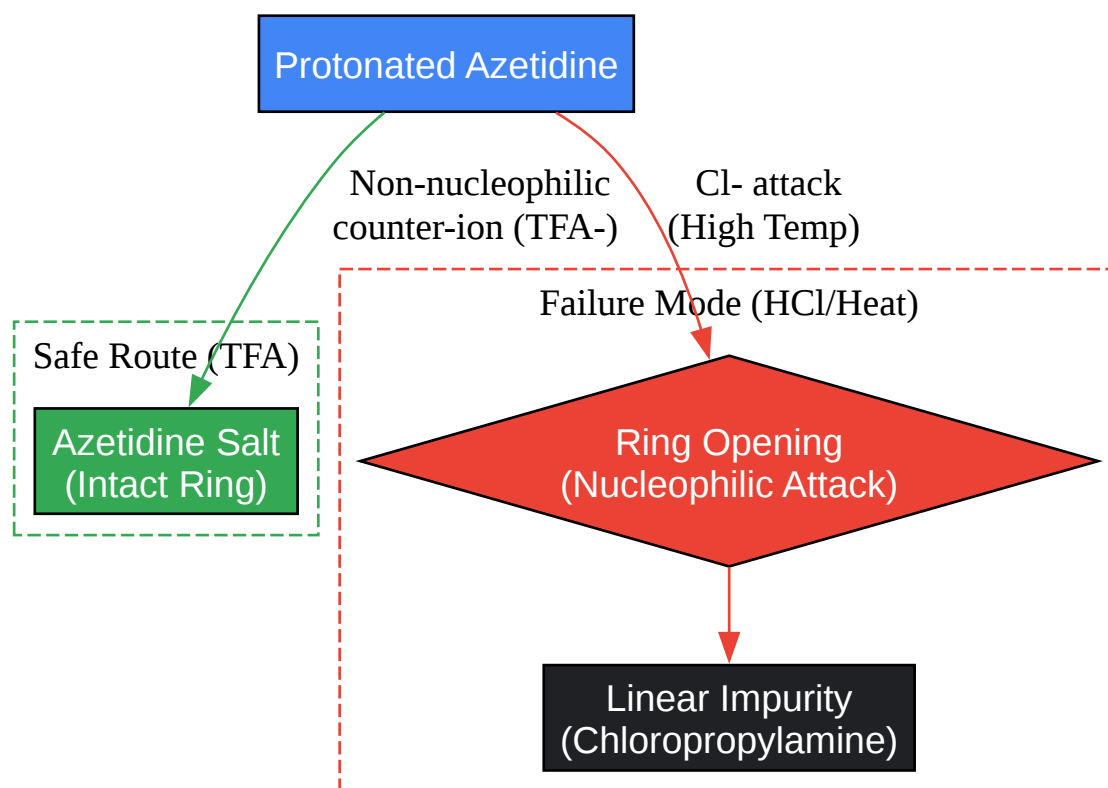 Protonated Azetidine
Non-nucleophilic
counter-ion (TFA-)
Cl- attack
(High Temp)
Failure Mode (HCl/Heat)
Safe Route (TFA)
Azetidine Salt
(Intact Ring)
Ring Opening
(Nucleophilic Attack)
Linear Impurity
(Chloropropylamine)